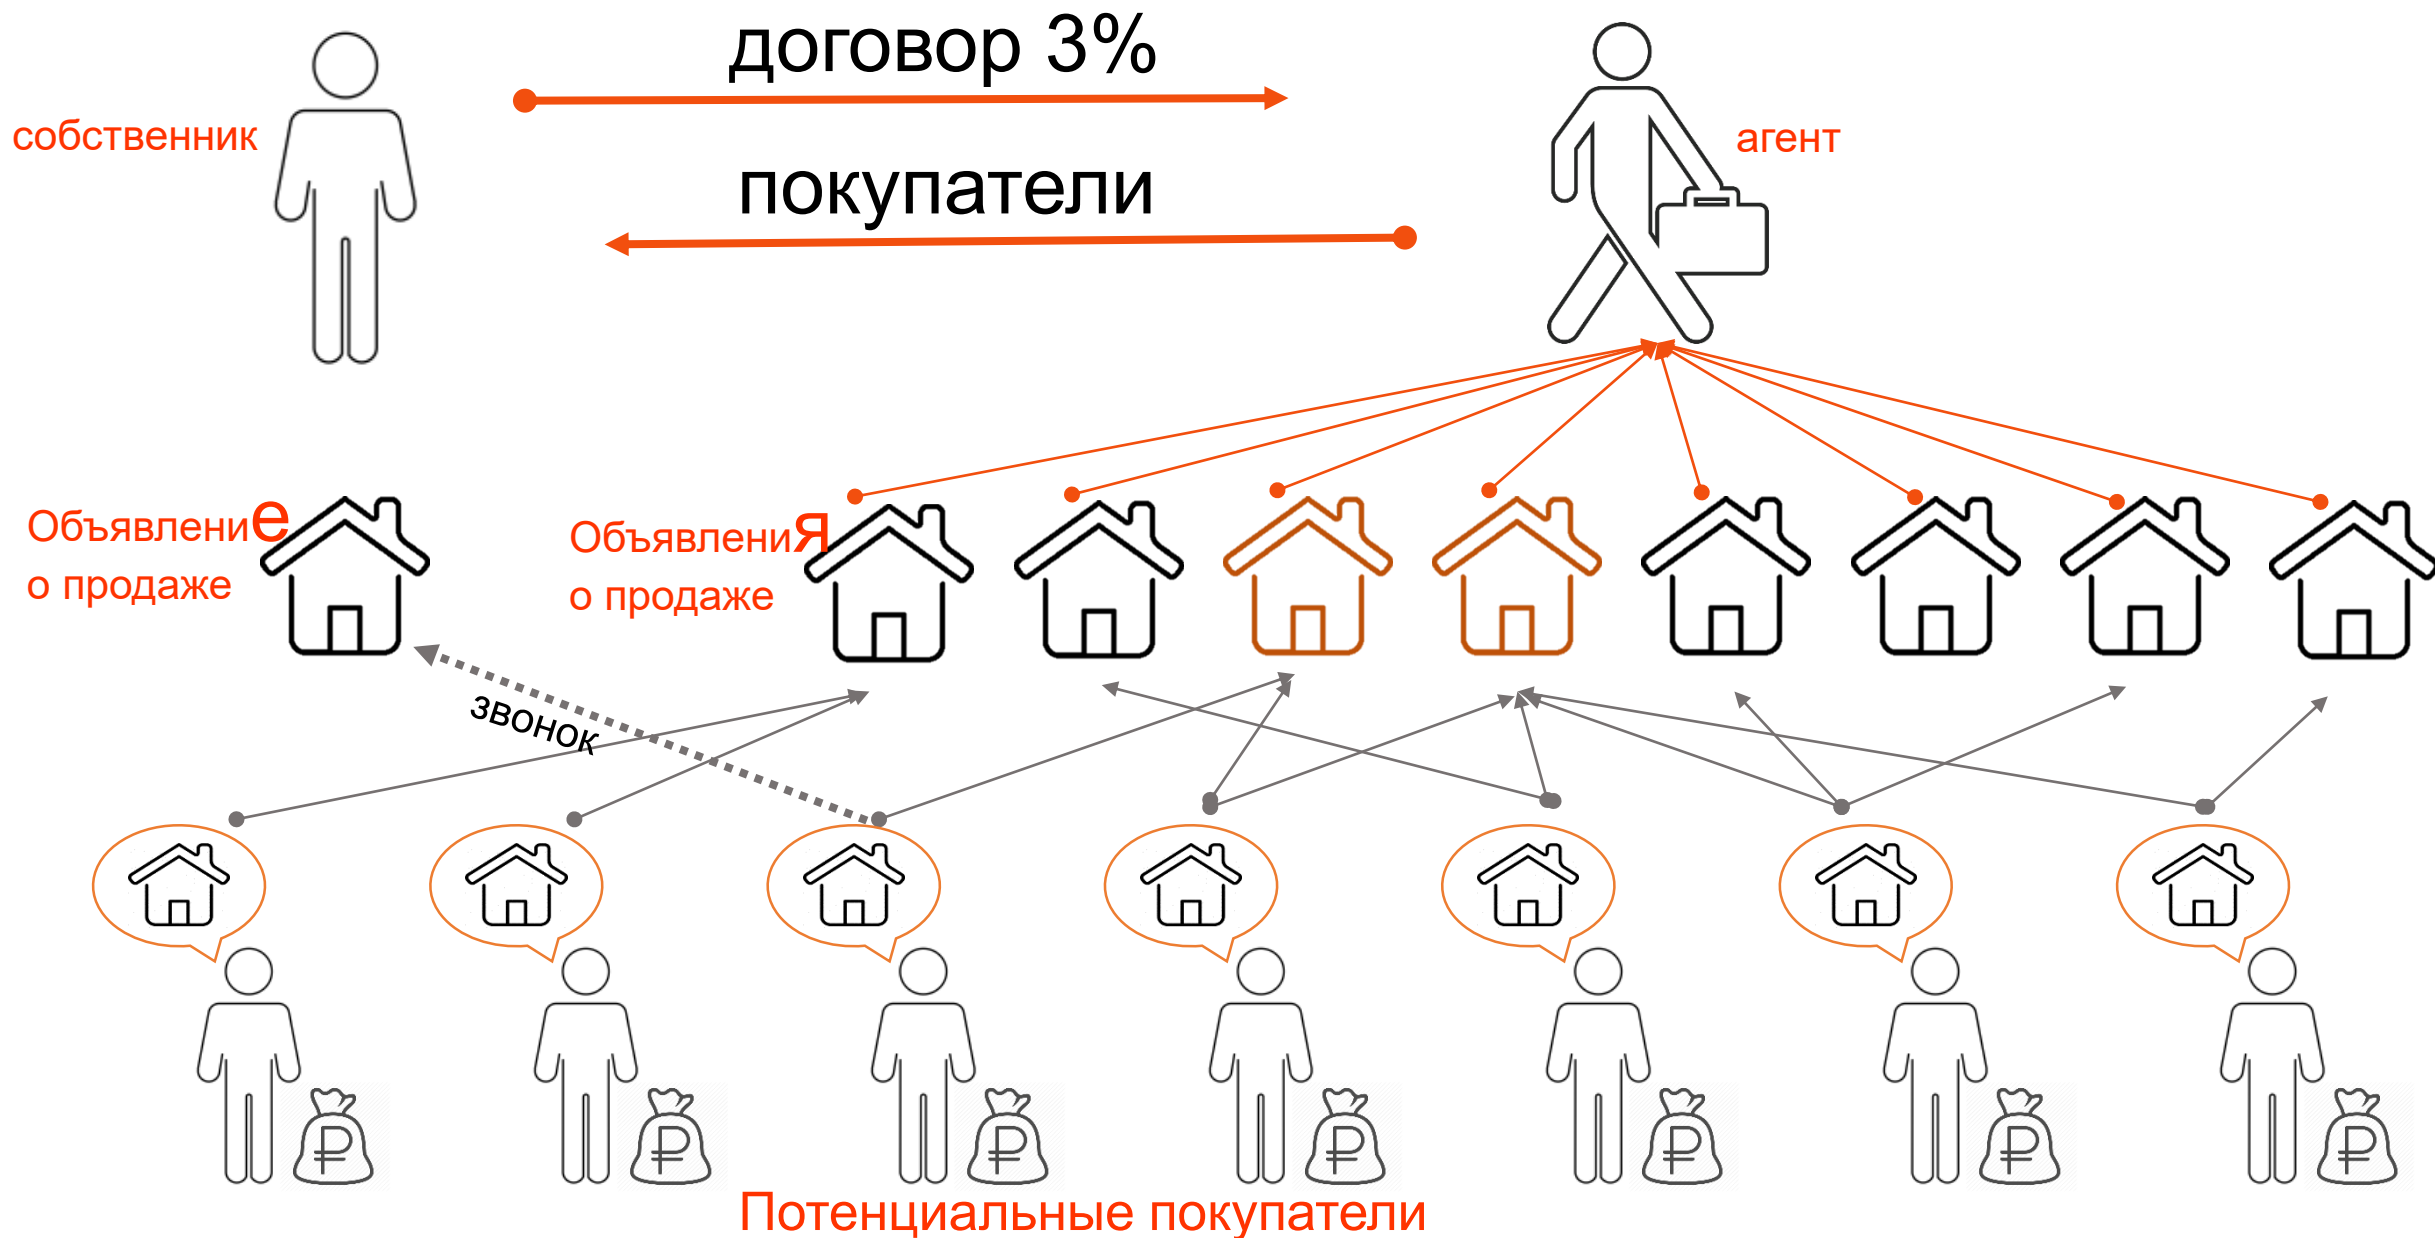 договор 3%
собственник
агент
покупатели
Объявление
о продаже
Объявления
о продаже
звонок
₽ ₽ ₽ ₽ ₽ ₽ ₽
Потенциальные покупатели